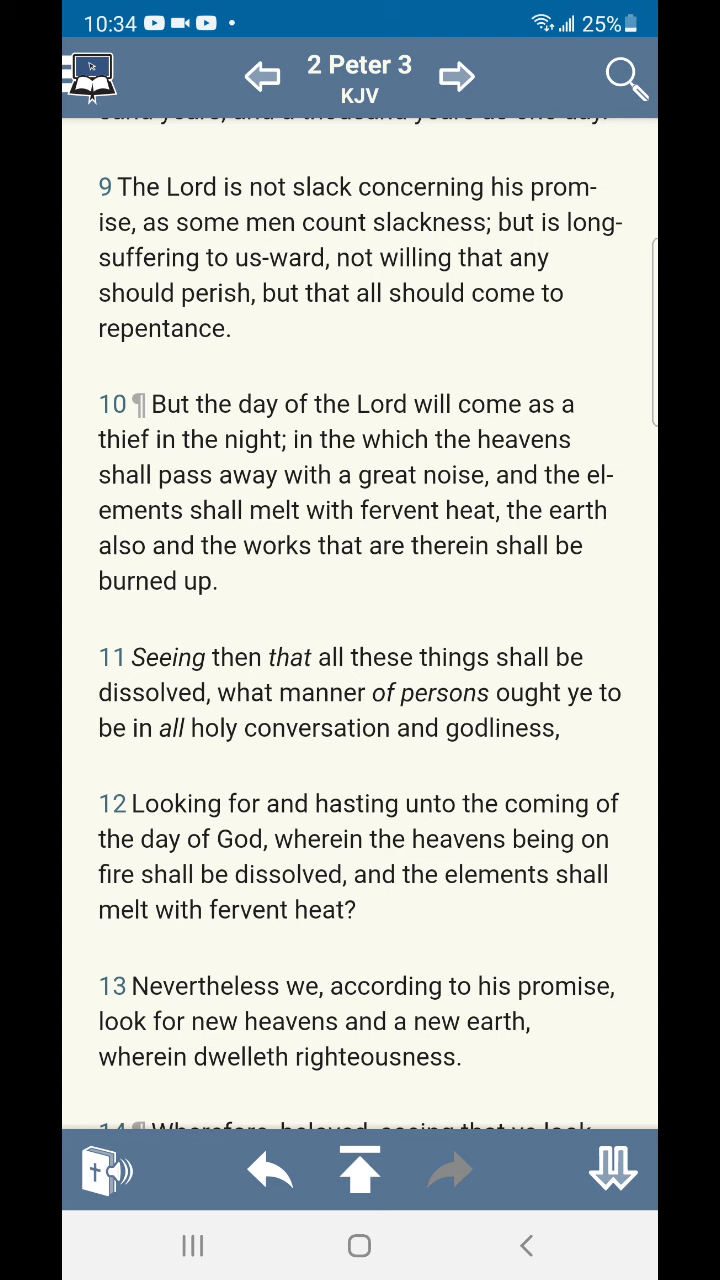 10:34
25%
2 Peter 3
KJV
9 The Lord is not slack concerning his prom-
ise, as some men count slackness; but is long-
suffering to us-ward, not willing that any
should perish, but that all should come to
repentance.
10 ¶ But the day of the Lord will come as a
thief in the night; in the which the heavens
shall pass away with a great noise, and the el-
ements shall melt with fervent heat, the earth
also and the works that are therein shall be
burned up.
11 Seeing then that all these things shall be
dissolved, what manner of persons ought ye to
be in all holy conversation and godliness,
12 Looking for and hasting unto the coming of
the day of God, wherein the heavens being on
fire shall be dissolved, and the elements shall
melt with fervent heat?
13 Nevertheless we, according to his promise,
look for new heavens and a new earth,
wherein dwelleth righteousness.
14 ¶ Wherefore, beloved, seeing that ye look